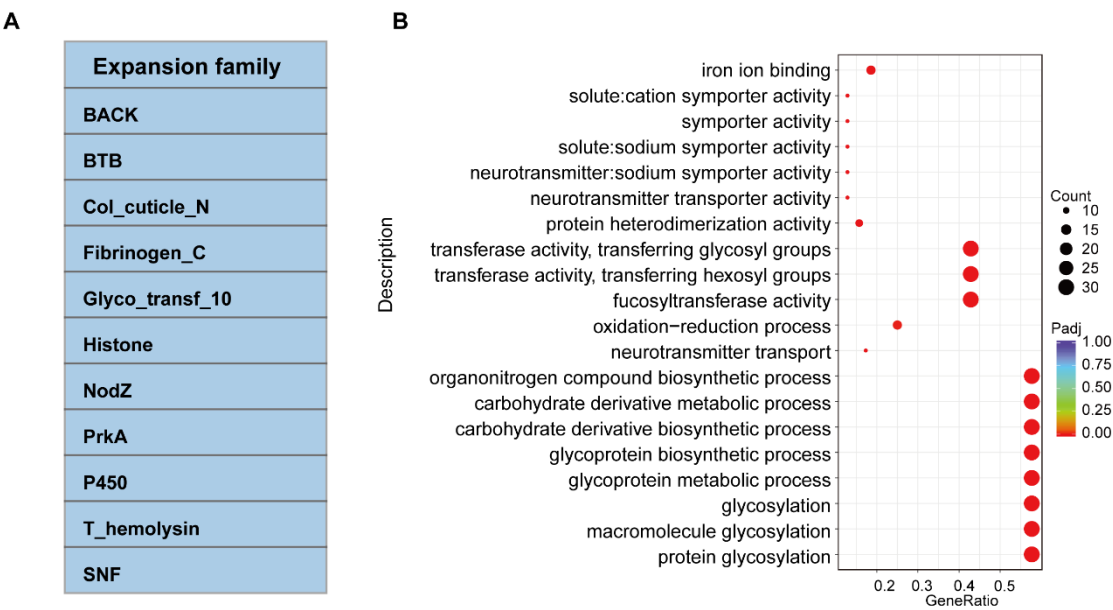 A
Expansion family
BACK
BTB
Col_cuticle_N
Fibrinogen_C
Glyco_transf_10
Histone
NodZ
PrkA
P450
T_hemolysin
SNF
B
Description
iron ion binding
solute:cation symporter activity
symporter activity
solute:sodium symporter activity
neurotransmitter:sodium symporter activity
neurotransmitter transporter activity
protein heterodimerization activity
transferase activity, transferring glycosyl groups
transferase activity, transferring hexosyl groups
fucosyltransferase activity
oxidation−reduction process
neurotransmitter transport
organonitrogen compound biosynthetic process
carbohydrate derivative metabolic process
carbohydrate derivative biosynthetic process
glycoprotein biosynthetic process
glycoprotein metabolic process
glycosylation
macromolecule glycosylation
protein glycosylation
0.2 0.3 0.4 0.5
GeneRatio
Count
10
15
20
25
30
Padj
1.00
0.75
0.50
0.25
0.00